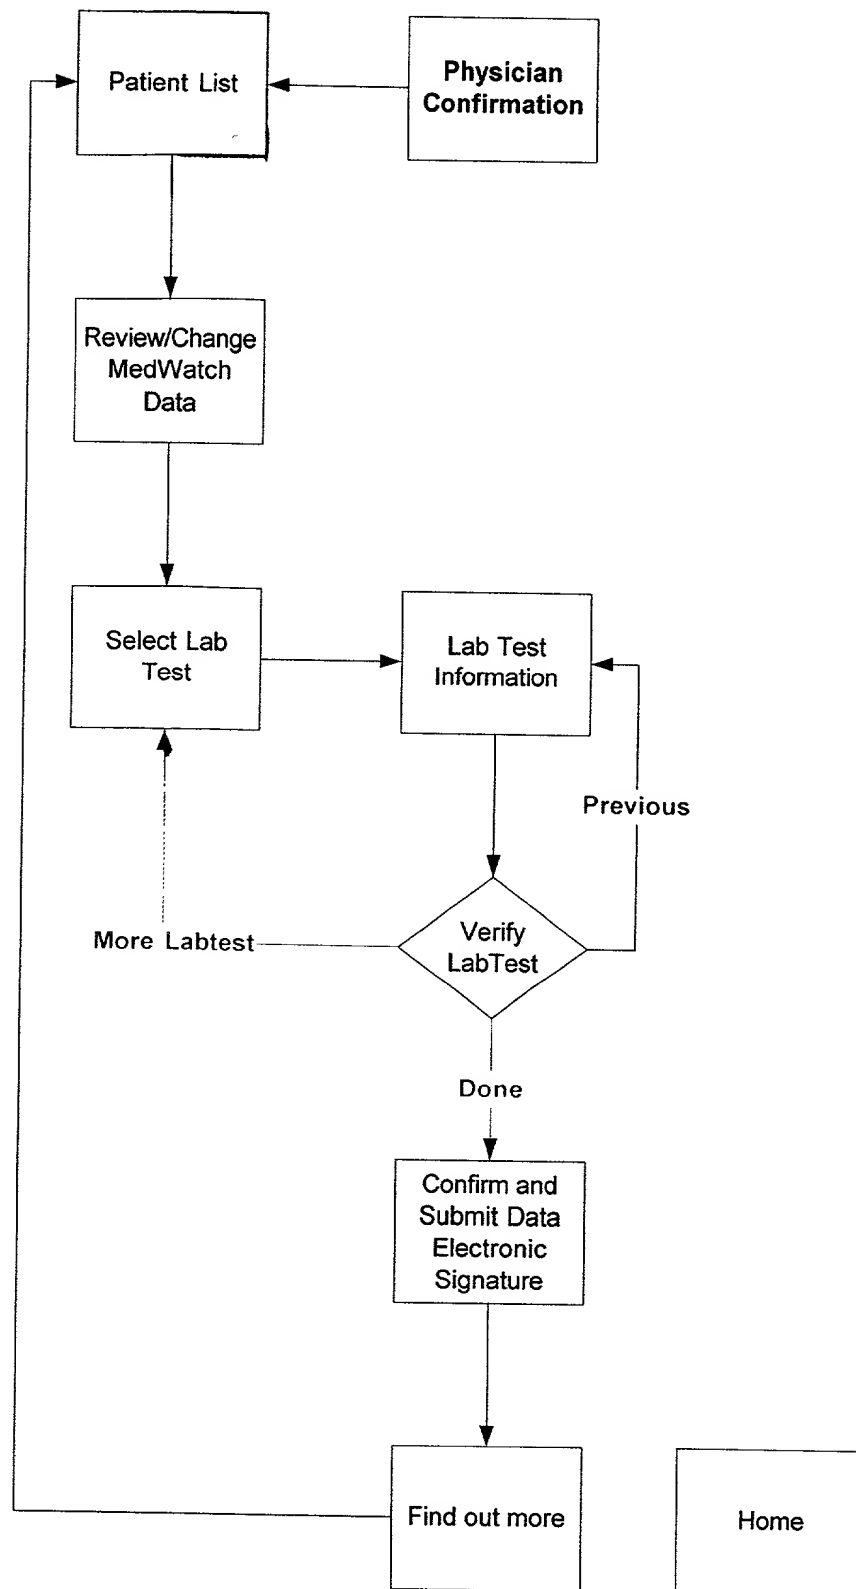 Patient List
Physician
Confirmation
Review/Change
MedWatch
Data
Select Lab
Test
Lab Test
Information
Previous
More Labtest
Verify
LabTest
Done
Confirm and
Submit Data
Electronic
Signature
Find out more
Home